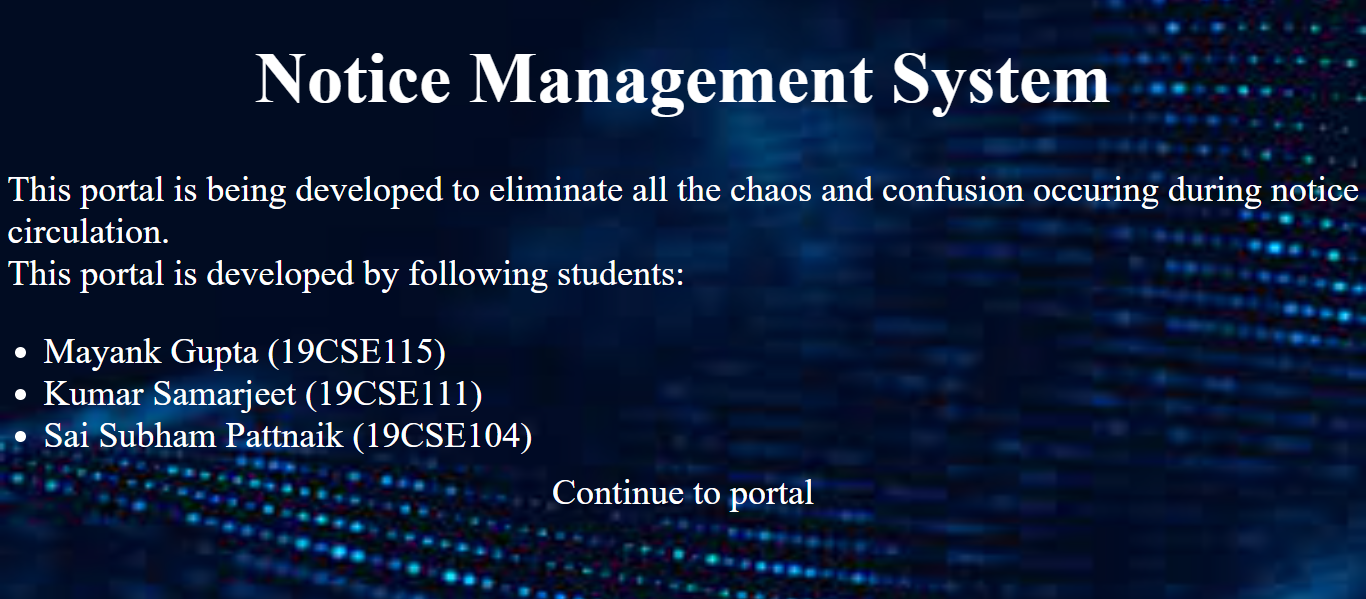 Notice Management System
This portal is being developed to eliminate all the chaos and confusion occuring during notice
circulation.
This portal is developed by following students:
• Mayank Gupta (19CSE115)
• Kumar Samarjeet (19CSE111)
• Sai Subham Pattnaik (19CSE104)
Continue to portal